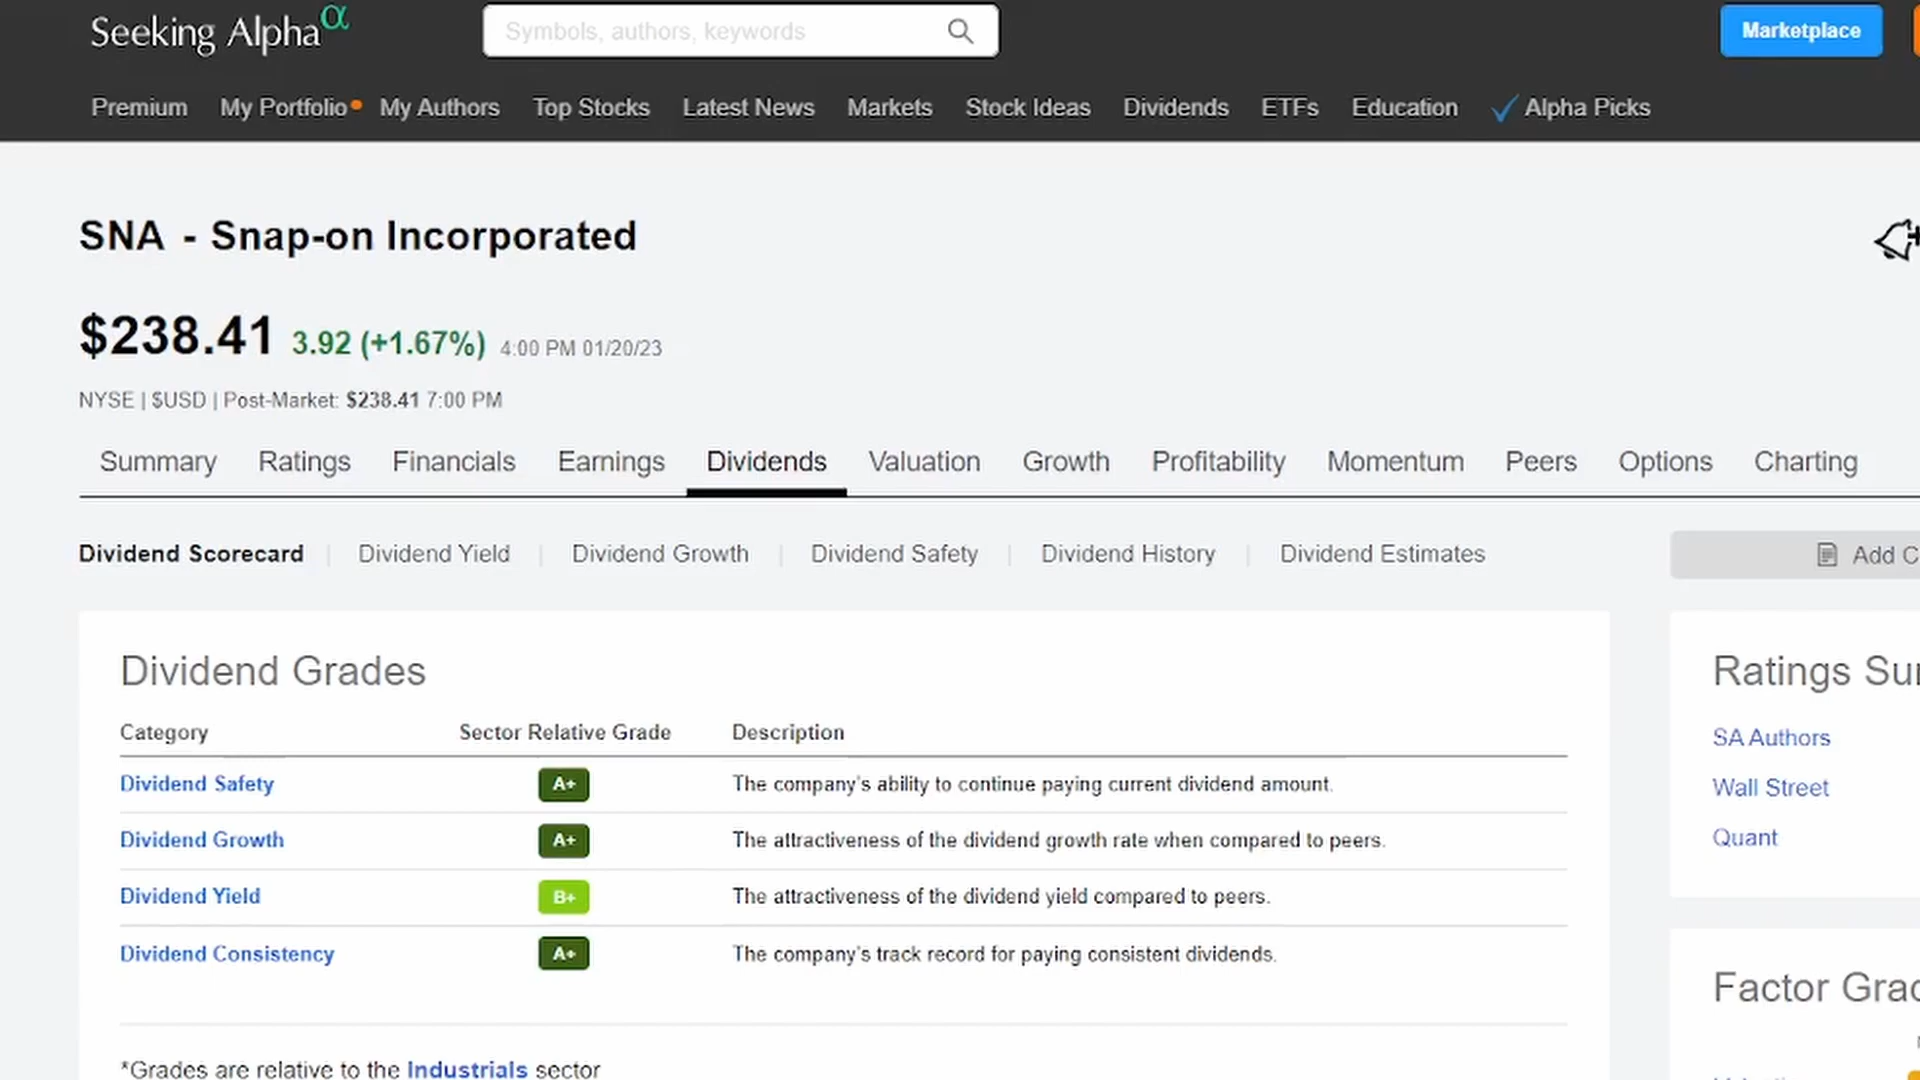 Seeking Alpha α
Symbols, authors, keywords
Marketplace
Premium My Portfolio My Authors Top Stocks Latest News Markets Stock Ideas Dividends ETFs Education Alpha Picks
SNA - Snap-on Incorporated
$238.41 3.92 (+1.67%) 4:00 PM 01/20/23
NYSE | $USD | Post-Market: $238.41 7:00 PM
Summary Ratings Financials Earnings Dividends Valuation Growth Profitability Momentum Peers Options Charting
Dividend Scorecard | Dividend Yield | Dividend Growth | Dividend Safety | Dividend History | Dividend Estimates
Add C
Dividend Grades
Category Sector Relative Grade Description
Dividend Safety A+ The company's ability to continue paying current dividend amount.
Dividend Growth A+ The attractiveness of the dividend growth rate when compared to peers.
Dividend Yield B+ The attractiveness of the dividend yield compared to peers.
Dividend Consistency A+ The company's track record for paying consistent dividends.
*Grades are relative to the Industrials sector
Ratings Sur
SA Authors
Wall Street
Quant
Factor Grac